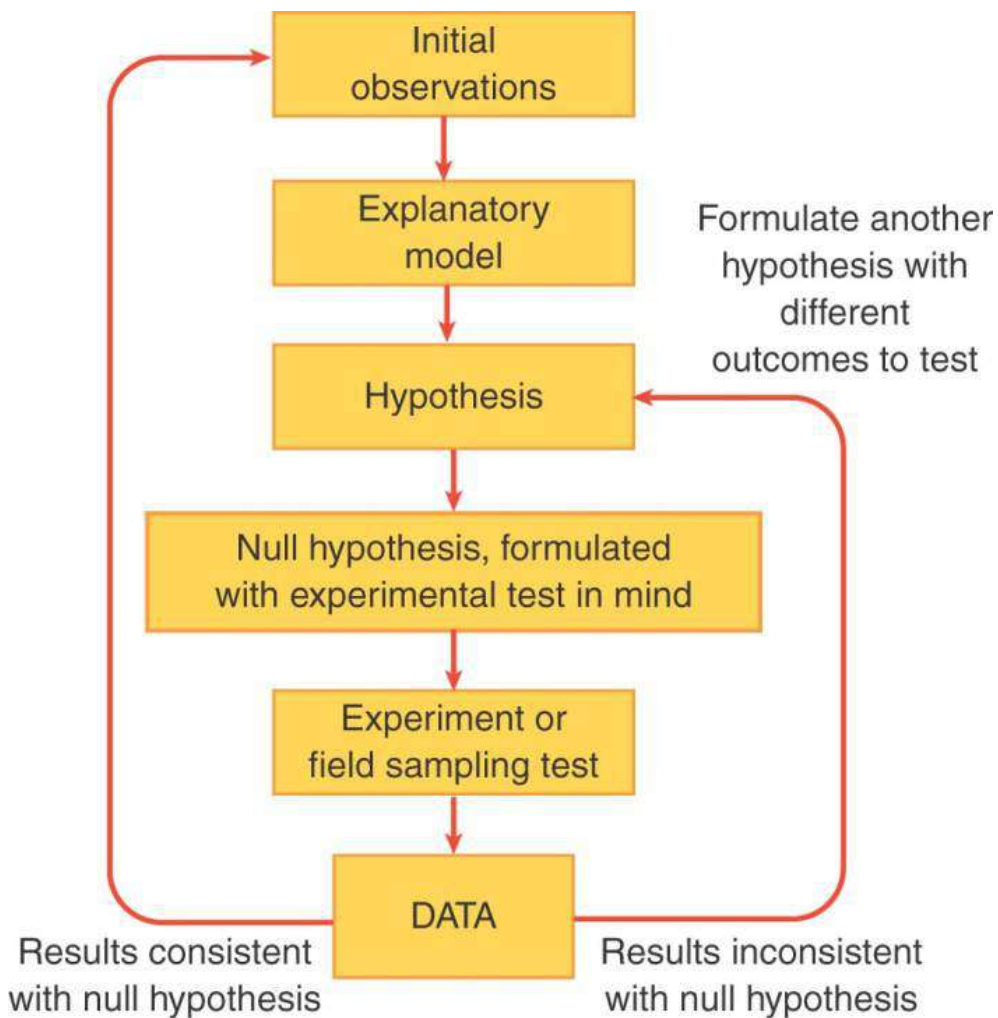 Initial
observations
Explanatory
model
Formulate another
hypothesis with
different
outcomes to test
Hypothesis
Null hypothesis, formulated
with experimental test in mind
Experiment or
field sampling test
DATA
Results consistent
with null hypothesis
Results inconsistent
with null hypothesis